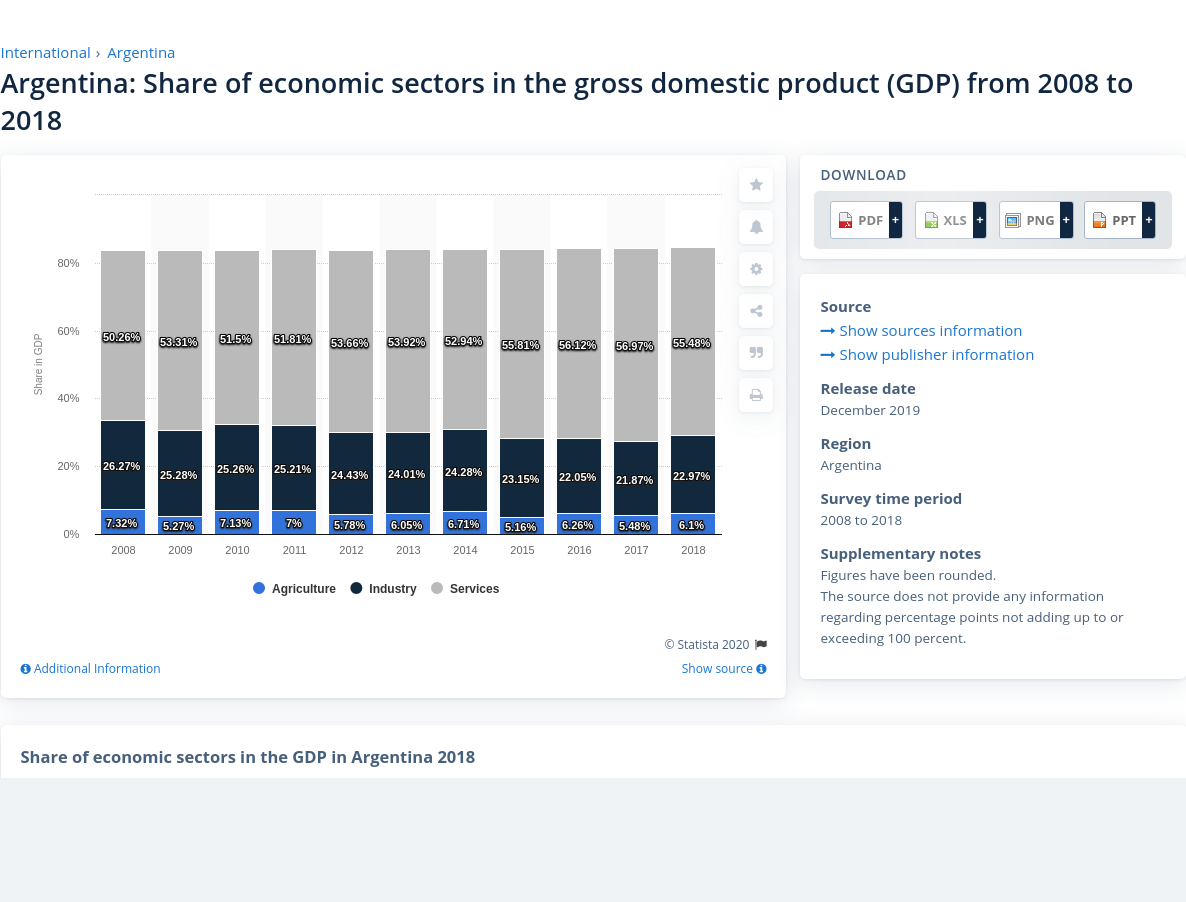 International › Argentina
Argentina: Share of economic sectors in the gross domestic product (GDP) from 2008 to
2018
DOWNLOAD
PDF +
XLS +
PNG +
PPT +
Share in GDP
80%
60%
40%
20%
0%
50.26% 53.31% 51.5% 51.81% 53.66% 53.92% 52.94% 55.81% 56.12% 56.97% 55.48%
26.27% 25.28% 25.26% 25.21% 24.43% 24.01% 24.28% 23.15% 22.05% 21.87% 22.97%
7.32% 5.27% 7.13% 7% 5.78% 6.05% 6.71% 5.16% 6.26% 5.48% 6.1%
2008 2009 2010 2011 2012 2013 2014 2015 2016 2017 2018
Agriculture Industry Services
© Statista 2020
Additional Information
Show source
Source
Show sources information
Show publisher information
Release date
December 2019
Region
Argentina
Survey time period
2008 to 2018
Supplementary notes
Figures have been rounded.
The source does not provide any information
regarding percentage points not adding up to or
exceeding 100 percent.
Share of economic sectors in the GDP in Argentina 2018